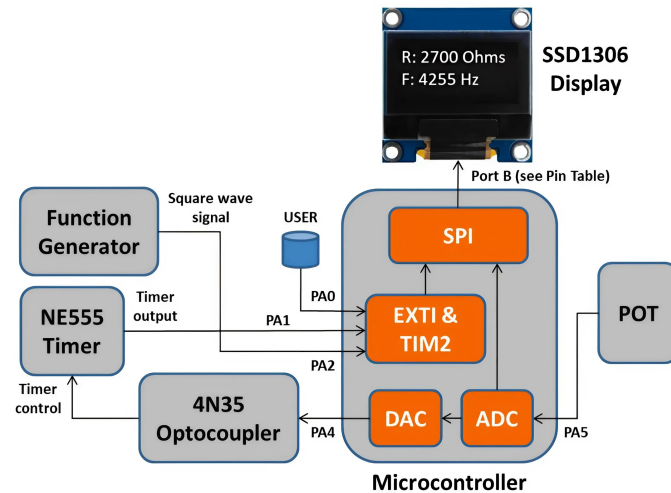 R: 2700 Ohms
F: 4255 Hz
SSD1306
Display
Port B (see Pin Table)
Function
Generator
Square wave
signal
USER
SPI
PA0
NE555
Timer
Timer
output
PA1
EXTI &
TIM2
POT
PA2
Timer
control
4N35
Optocoupler
PA4
DAC
ADC
PA5
Microcontroller